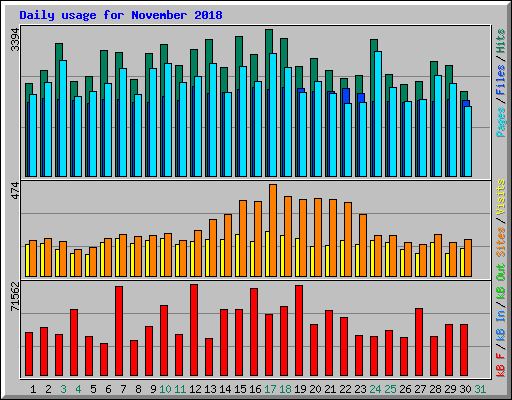 Daily usage for November 2018
3394
Pages / Files / Hits
474
Sites / Visits
71562
kB F / kB In / kB Out
1 2 3 4 5 6 7 8 9 10 11 12 13 14 15 16 17 18 19 20 21 22 23 24 25 26 27 28 29 30 31